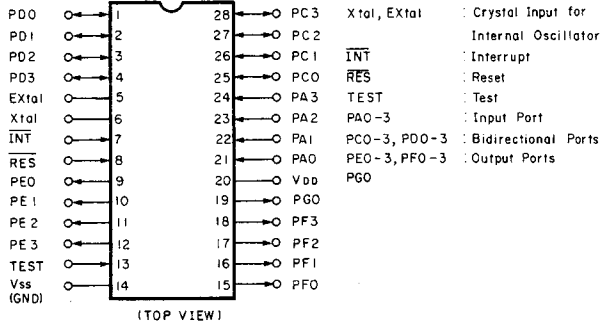 PD0 1 28 PC3 Xtal, EXtal : Crystal Input for
PD1 2 27 PC2 Internal Oscillator
PD2 3 26 PC1 INT : Interrupt
PD3 4 25 PC0 RES : Reset
EXtal 5 24 PA3 TEST : Test
Xtal 6 23 PA2 PA0-3 : Input Port
INT 7 22 PA1 PC0-3, PD0-3 : Bidirectional Ports
RES 8 21 PA0 PE0-3, PF0-3 : Output Ports
PE0 9 20 VDD PG0
PE1 10 19 PG0
PE2 11 18 PF3
PE3 12 17 PF2
TEST 13 16 PF1
Vss 14 15 PF0
(GND)
(TOP VIEW)